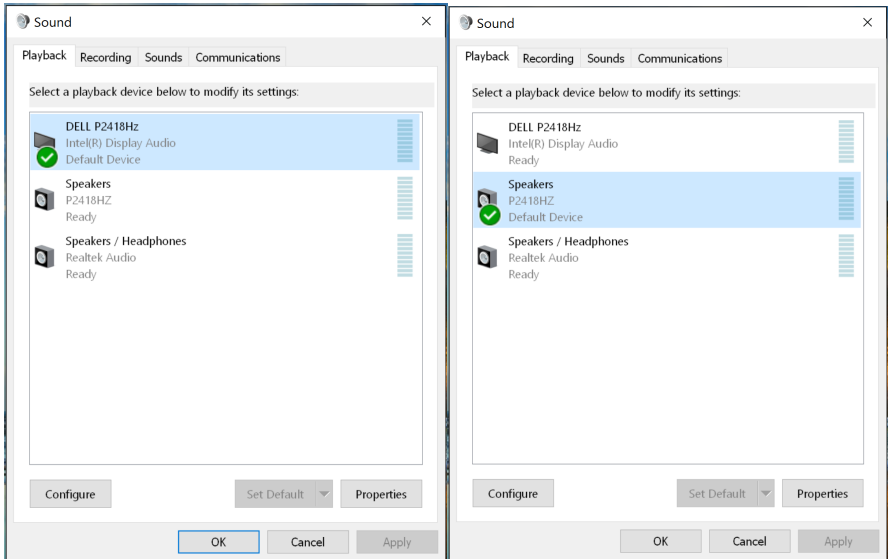 Sound
Playback Recording Sounds Communications
Select a playback device below to modify its settings:
DELL P2418Hz
Intel(R) Display Audio
Default Device
Speakers
P2418HZ
Ready
Speakers / Headphones
Realtek Audio
Ready
Configure Set Default Properties
OK Cancel Apply
Sound
Playback Recording Sounds Communications
Select a playback device below to modify its settings:
DELL P2418Hz
Intel(R) Display Audio
Ready
Speakers
P2418HZ
Default Device
Speakers / Headphones
Realtek Audio
Ready
Configure Set Default Properties
OK Cancel Apply